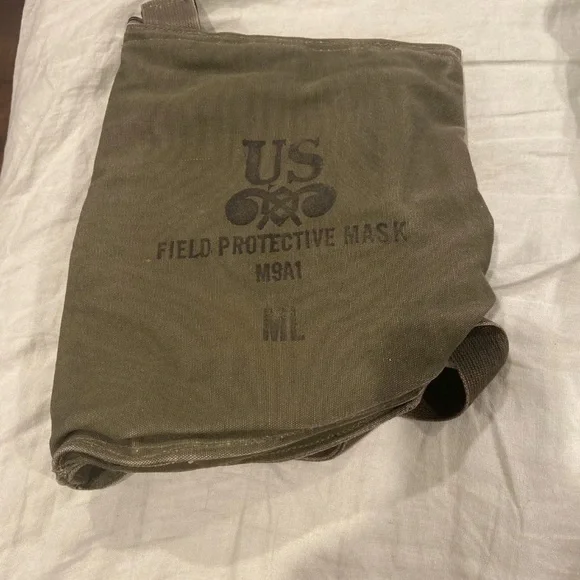 US
FIELD PROTECTIVE MASK
M9A1
ML